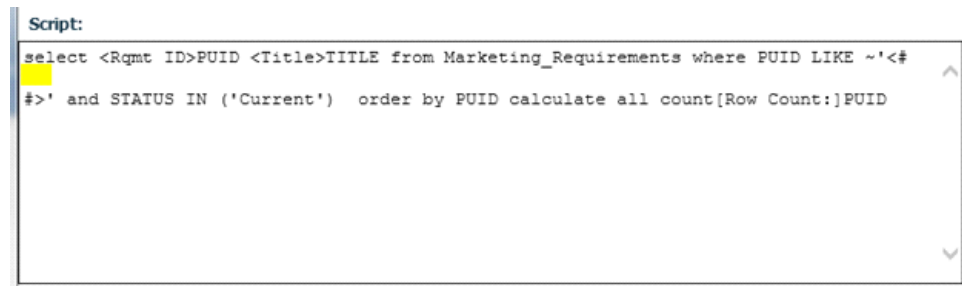 Script:
select <Rqmt ID>PUID <Title>TITLE from Marketing_Requirements where PUID LIKE ~'<#
#>' and STATUS IN ('Current')  order by PUID calculate all count[Row Count:]PUID